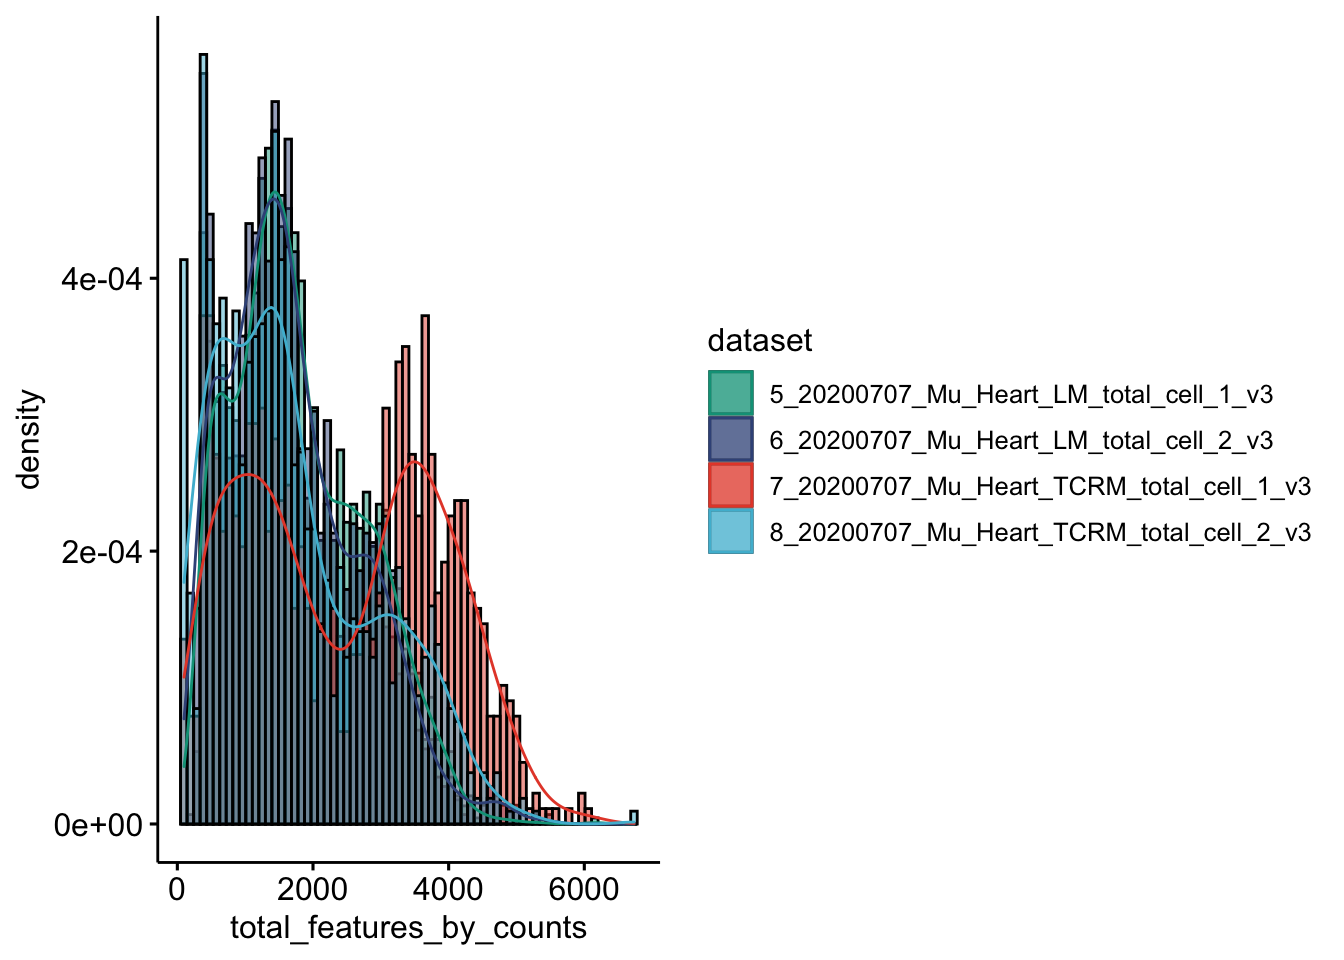 density
4e-04
2e-04
0e+00
0 2000 4000 6000
total_features_by_counts
dataset
5_20200707_Mu_Heart_LM_total_cell_1_v3
6_20200707_Mu_Heart_LM_total_cell_2_v3
7_20200707_Mu_Heart_TCRM_total_cell_1_v3
8_20200707_Mu_Heart_TCRM_total_cell_2_v3